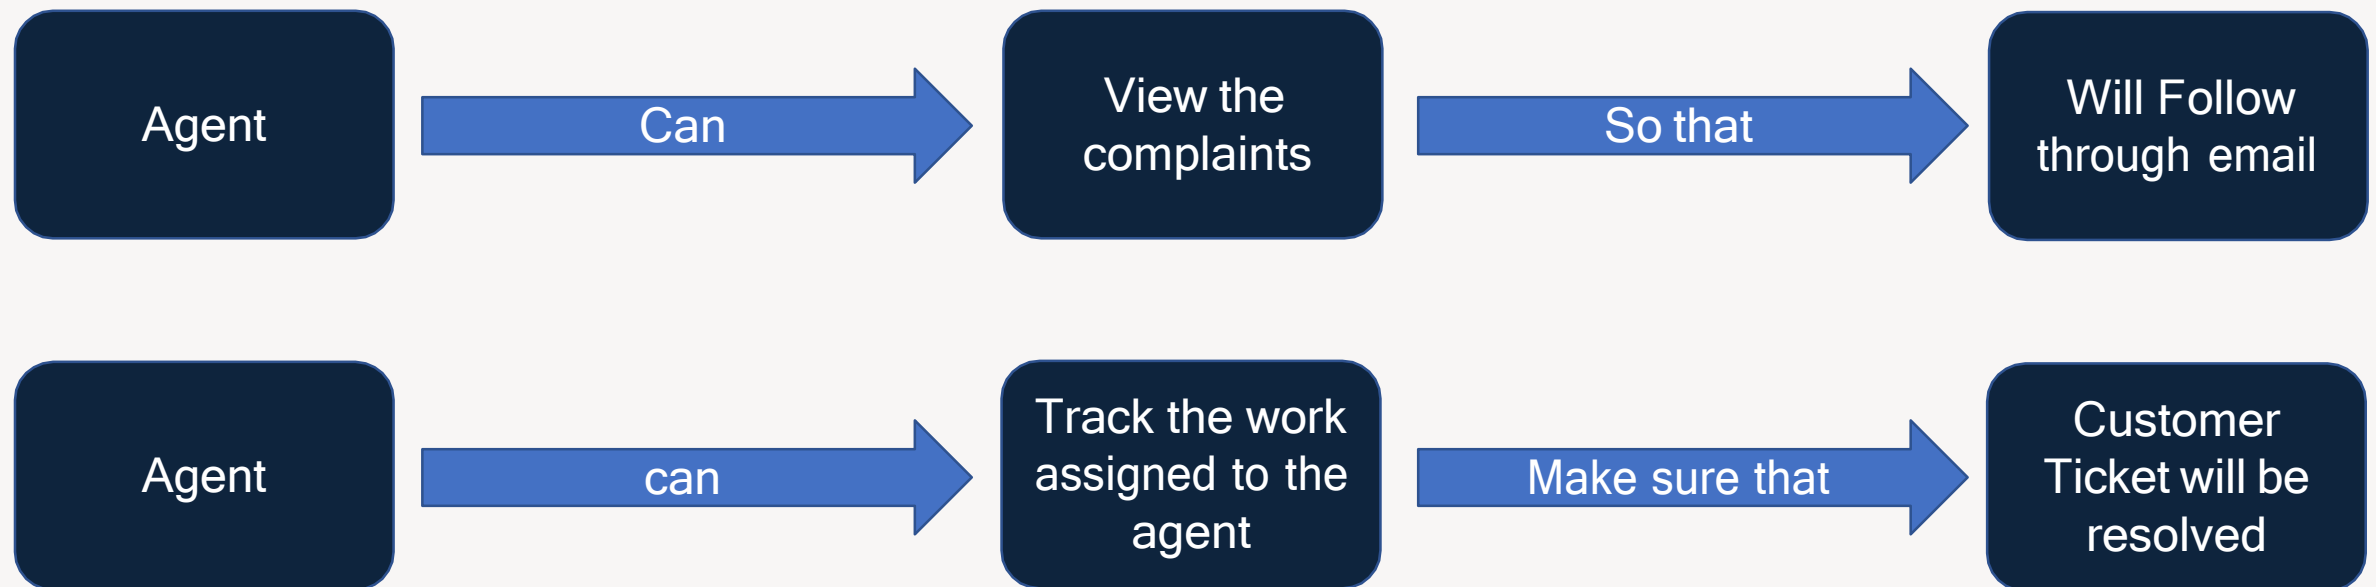 Agent
Can
View the
complaints
So that
Will Follow
through email
Agent
can
Track the work
assigned to the
agent
Make sure that
Customer
Ticket will be
resolved